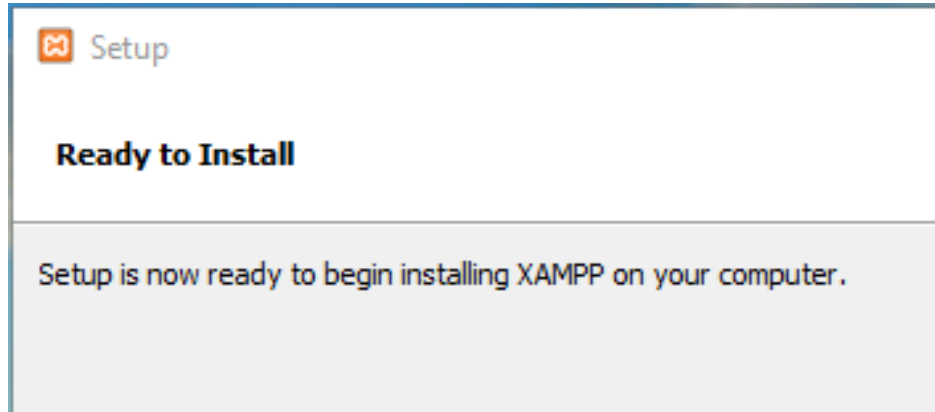 Setup
Ready to Install
Setup is now ready to begin installing XAMPP on your computer.